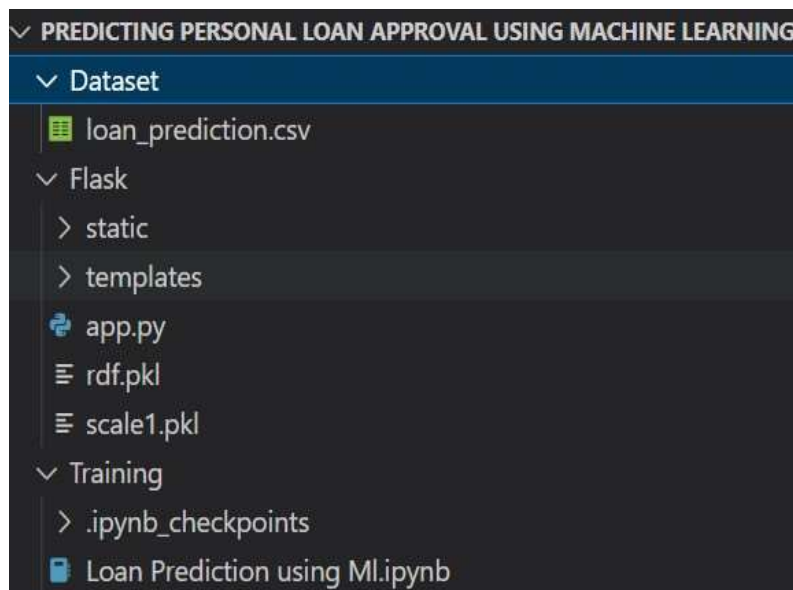 PREDICTING PERSONAL LOAN APPROVAL USING MACHINE LEARNING
Dataset
loan_prediction.csv
Flask
static
templates
app.py
rdf.pkl
scale1.pkl
Training
.ipynb_checkpoints
Loan Prediction using Ml.ipynb